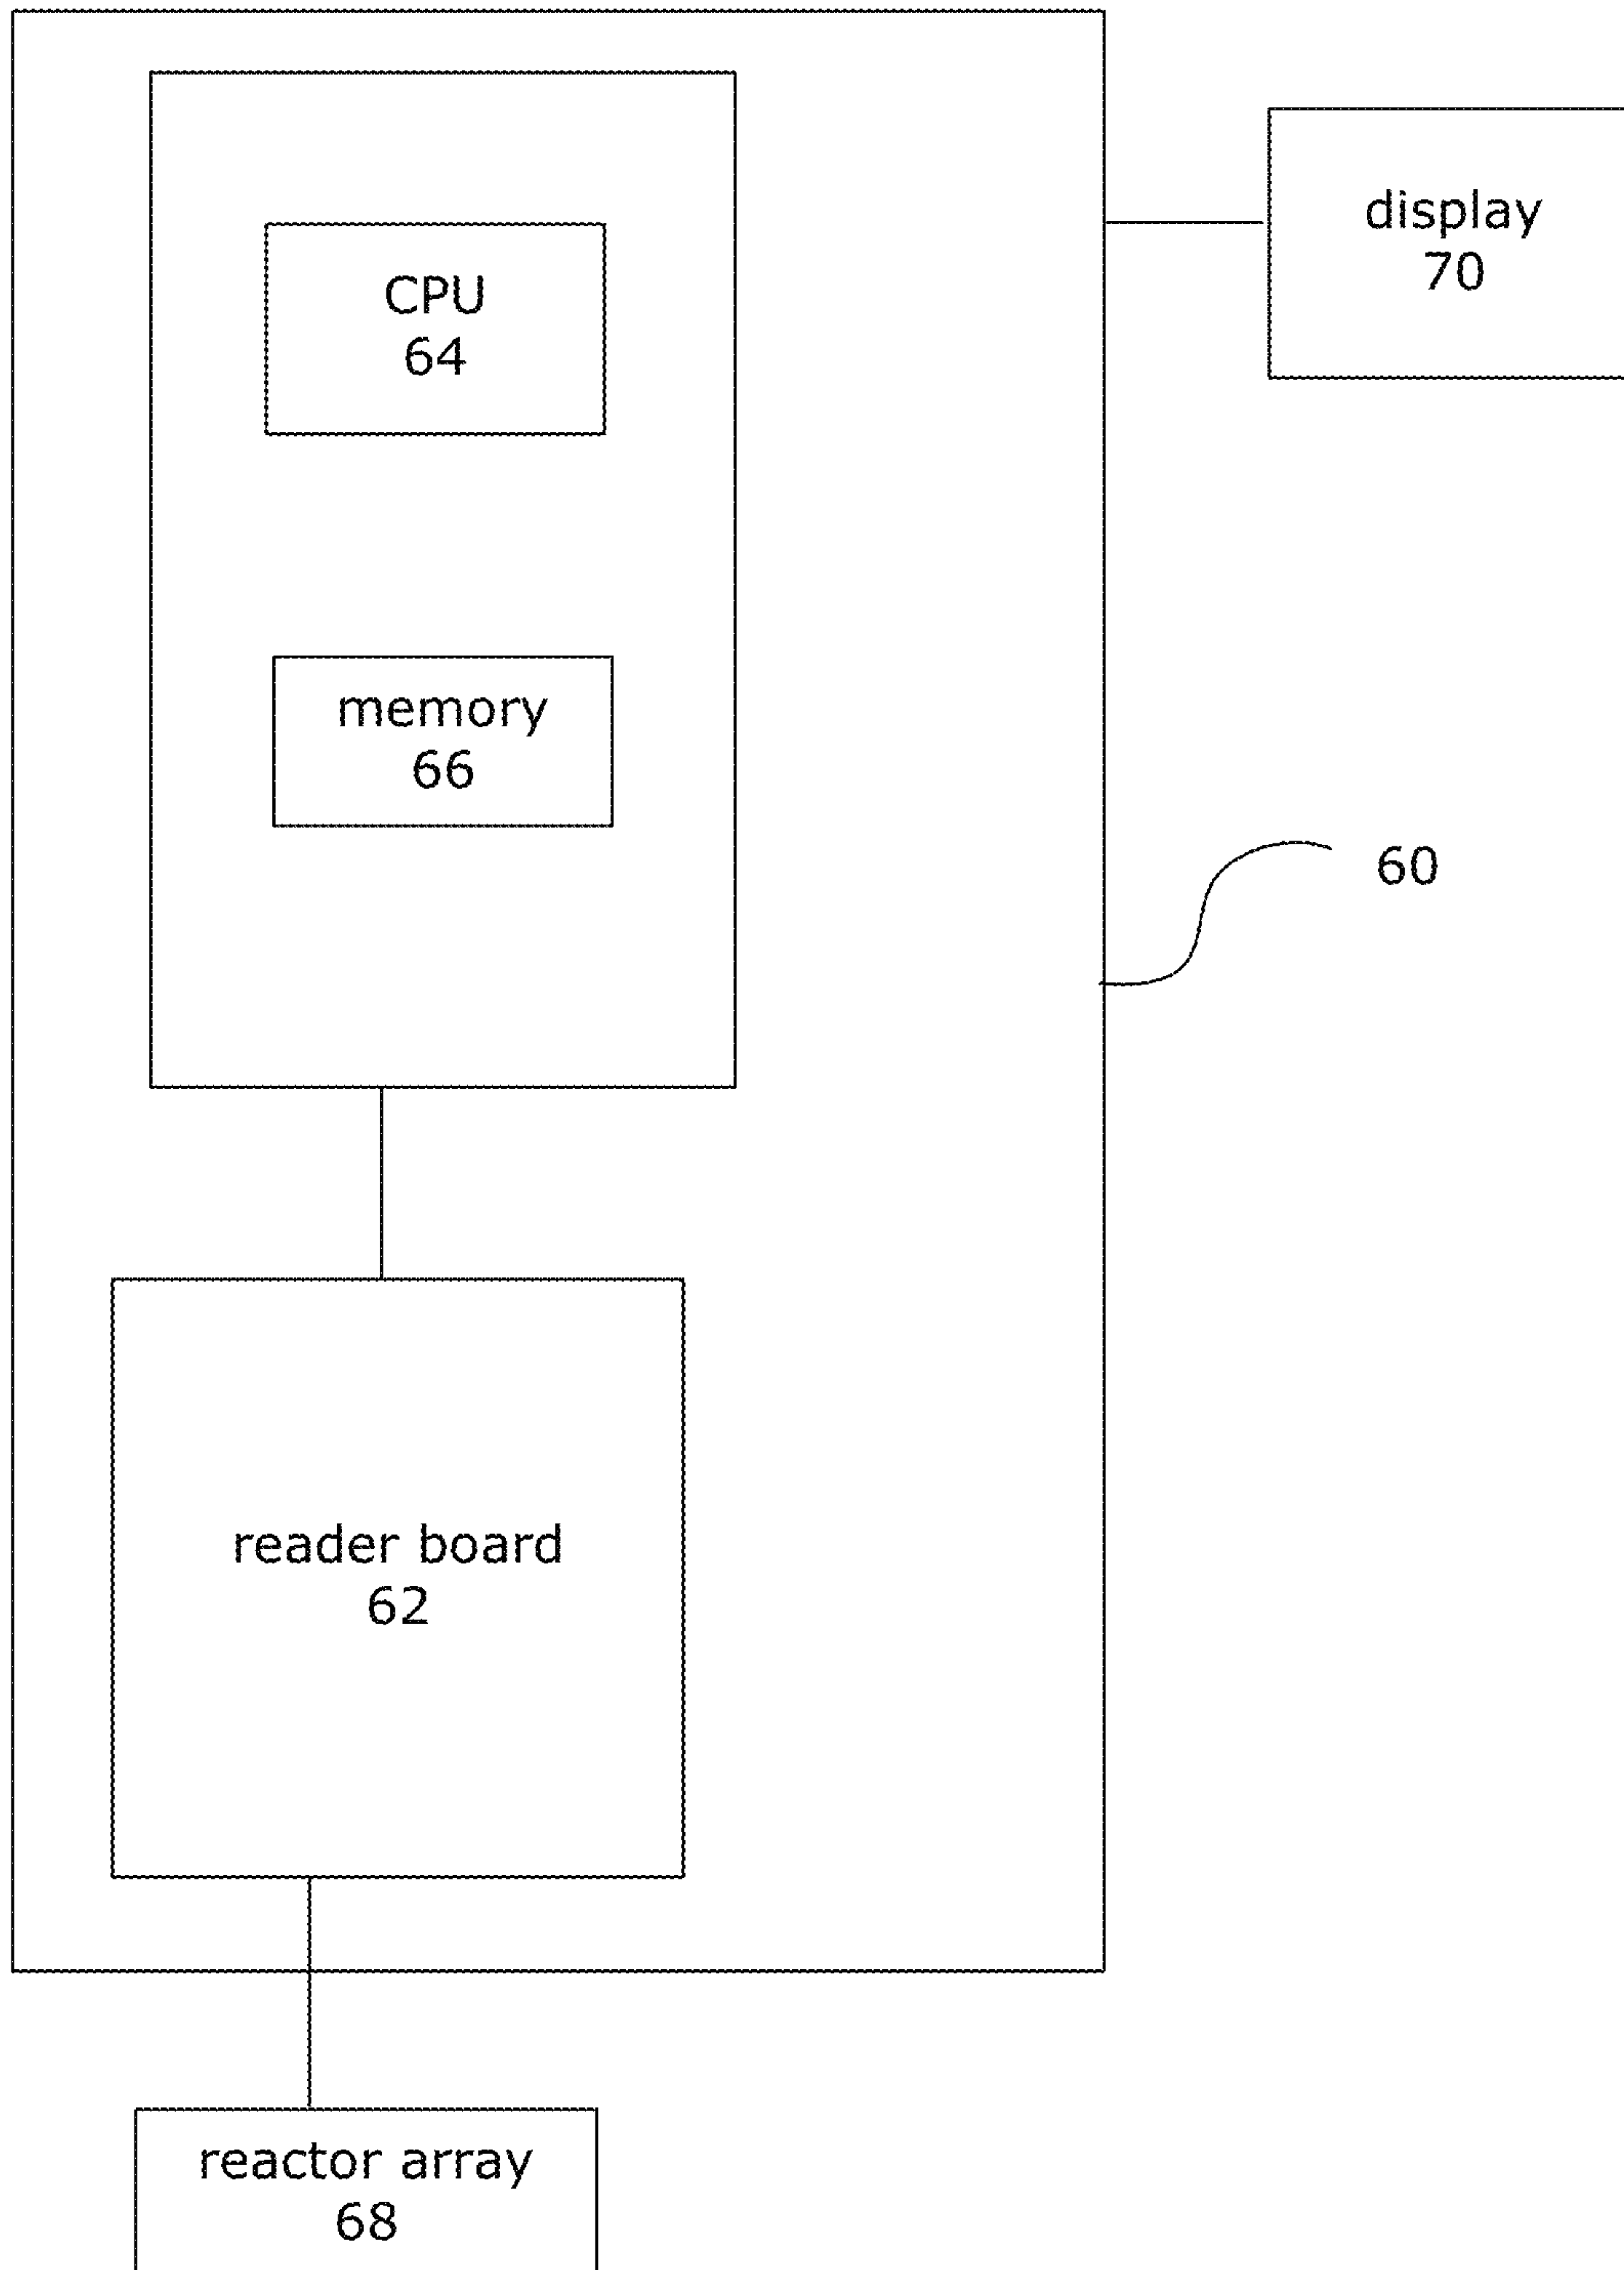 display
70
CPU
64
memory
66
60
reader board
62
reactor array
68